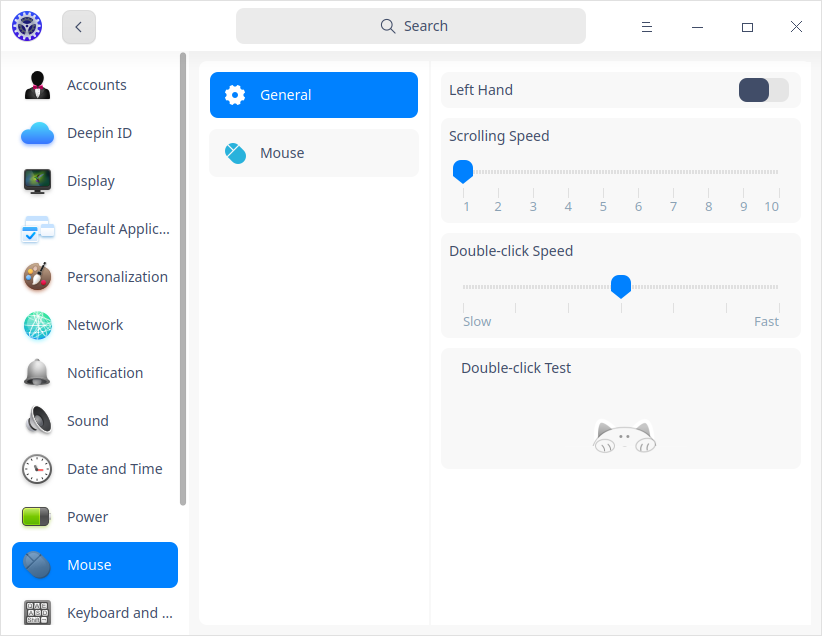 Search
Accounts
Deepin ID
Display
Default Applic...
Personalization
Network
Notification
Sound
Date and Time
Power
Mouse
Keyboard and ...
General
Mouse
Left Hand
Scrolling Speed
1 2 3 4 5 6 7 8 9 10
Double-click Speed
Slow Fast
Double-click Test